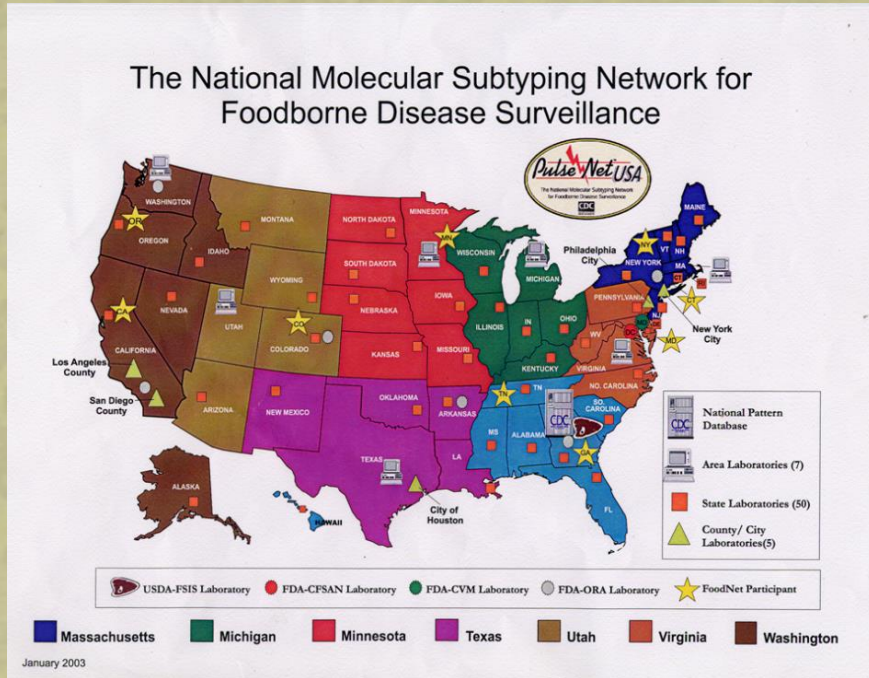 The National Molecular Subtyping Network for
Foodborne Disease Surveillance
PulseNet USA
The National Molecular Subtyping Network
for Foodborne Disease Surveillance
CDC
WASHINGTON
OR
OREGON
IDAHO
MONTANA
WYOMING
NEVADA
CA
CALIFORNIA
UTAH
CO
COLORADO
ARIZONA
NEW MEXICO
NORTH DAKOTA
SOUTH DAKOTA
NEBRASKA
KANSAS
MINNESOTA
MN
IOWA
MISSOURI
WISCONSIN
MICHIGAN
ILLINOIS
IN
OHIO
KENTUCKY
OKLAHOMA
ARKANSAS
TEXAS
LA
TN
TN
MS
ALABAMA
GA
FL
SO.
CAROLINA
NO. CAROLINA
VIRGINIA
WV
PENNSYLVANIA
NEW YORK
NY
MAINE
VT
NH
MA
CT
RI
NJ
DC
CT
MD
ALASKA
HAWAII
CDC
Los Angeles
County
San Diego
County
City of
Houston
Philadelphia
City
New York
City
CDC
National Pattern
Database
Area Laboratories (7)
State Laboratories (50)
County/ City
Laboratories(5)
USDA-FSIS Laboratory
FDA-CFSAN Laboratory
FDA-CVM Laboratory
FDA-ORA Laboratory
FoodNet Participant
Massachusetts
Michigan
Minnesota
Texas
Utah
Virginia
Washington
January 2003